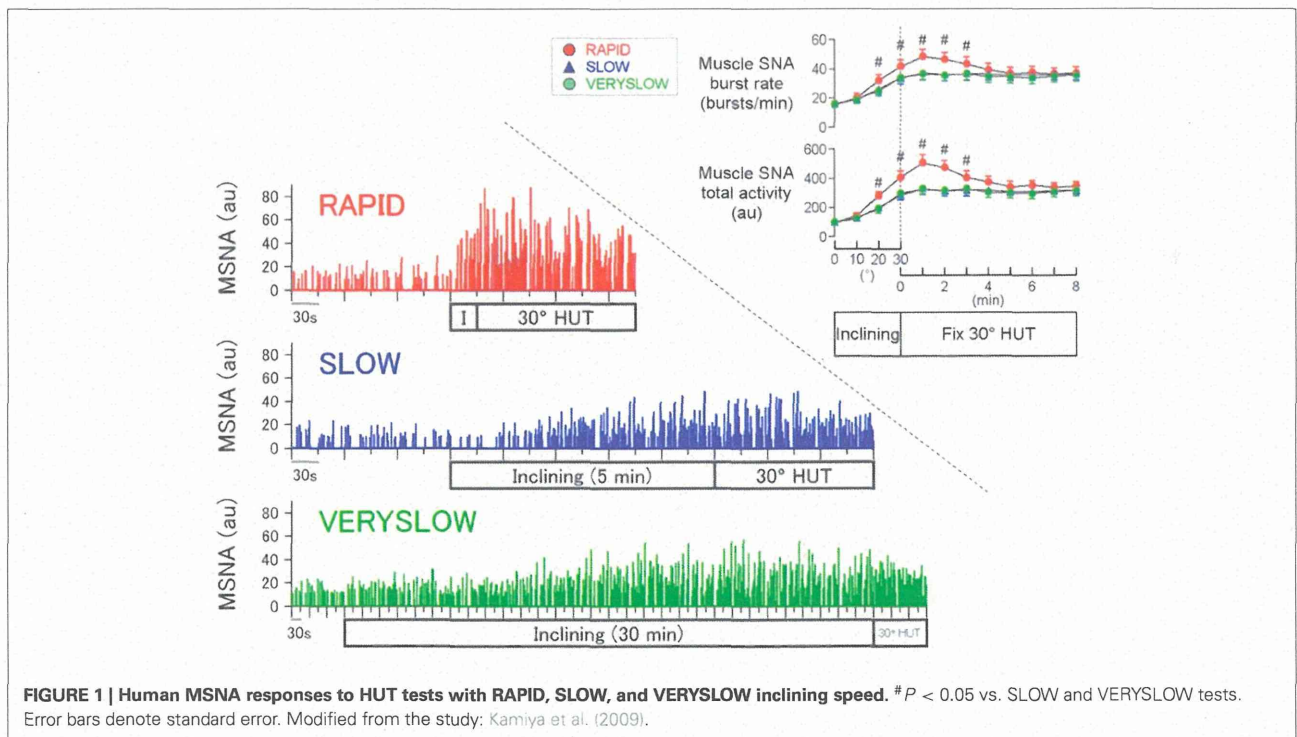 RAPID
SLOW
VERYSLOW
Muscle SNA
burst rate
(bursts/min)
60
40
20
0
# # # # #
Muscle SNA
total activity
(au)
600
400
200
0
# # # # #
0 10 20 30
(°)
0 2 4 6 8
(min)
Inclining Fix 30° HUT
MSNA (au)
80
60
40
20
0
RAPID
30s
I 30° HUT
MSNA (au)
80
60
40
20
0
SLOW
30s
Inclining (5 min) 30° HUT
MSNA (au)
80
60
40
20
0
VERYSLOW
30s
Inclining (30 min) 30° HUT
FIGURE 1 | Human MSNA responses to HUT tests with RAPID, SLOW, and VERYSLOW inclining speed. #P < 0.05 vs. SLOW and VERYSLOW tests.
Error bars denote standard error. Modified from the study: Kamiya et al. (2009).